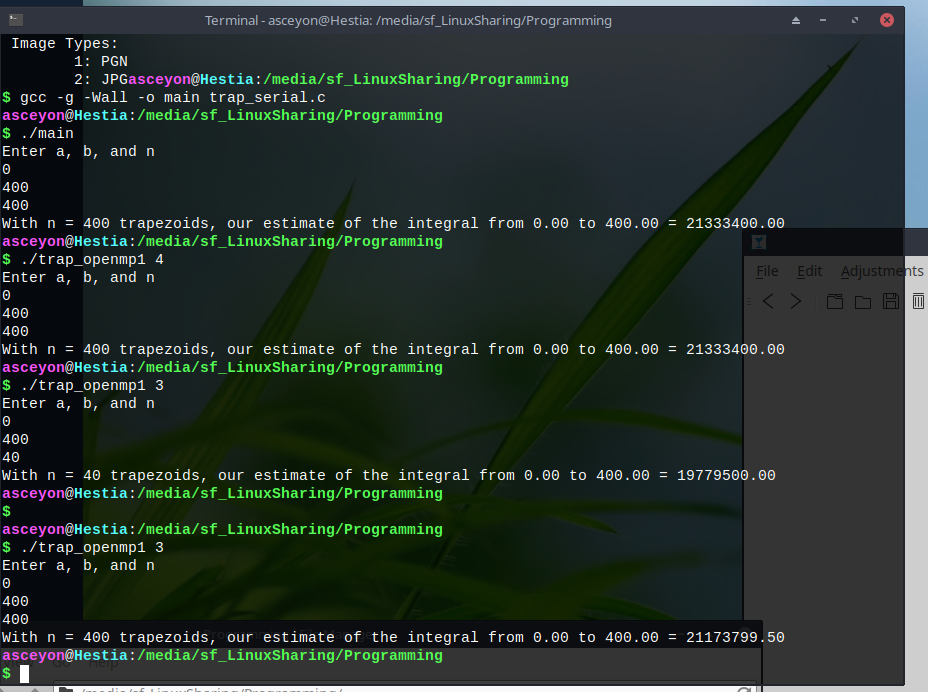 Terminal - asceyon@Hestia: /media/sf_LinuxSharing/Programming
Image Types:
1: PGN
2: JPGasceyon@Hestia:/media/sf_LinuxSharing/Programming
$ gcc -g -Wall -o main trap_serial.c
asceyon@Hestia:/media/sf_LinuxSharing/Programming
$ ./main
Enter a, b, and n
0
400
400
With n = 400 trapezoids, our estimate of the integral from 0.00 to 400.00 = 21333400.00
asceyon@Hestia:/media/sf_LinuxSharing/Programming
$ ./trap_openmp1 4
Enter a, b, and n
0
400
400
With n = 400 trapezoids, our estimate of the integral from 0.00 to 400.00 = 21333400.00
asceyon@Hestia:/media/sf_LinuxSharing/Programming
$ ./trap_openmp1 3
Enter a, b, and n
0
400
40
With n = 40 trapezoids, our estimate of the integral from 0.00 to 400.00 = 19779500.00
asceyon@Hestia:/media/sf_LinuxSharing/Programming
$
asceyon@Hestia:/media/sf_LinuxSharing/Programming
$ ./trap_openmp1 3
Enter a, b, and n
0
400
400
With n = 400 trapezoids, our estimate of the integral from 0.00 to 400.00 = 21173799.50
asceyon@Hestia:/media/sf_LinuxSharing/Programming
$
File Edit Adjustments
Help
/media/sf_LinuxSharing/Programming/